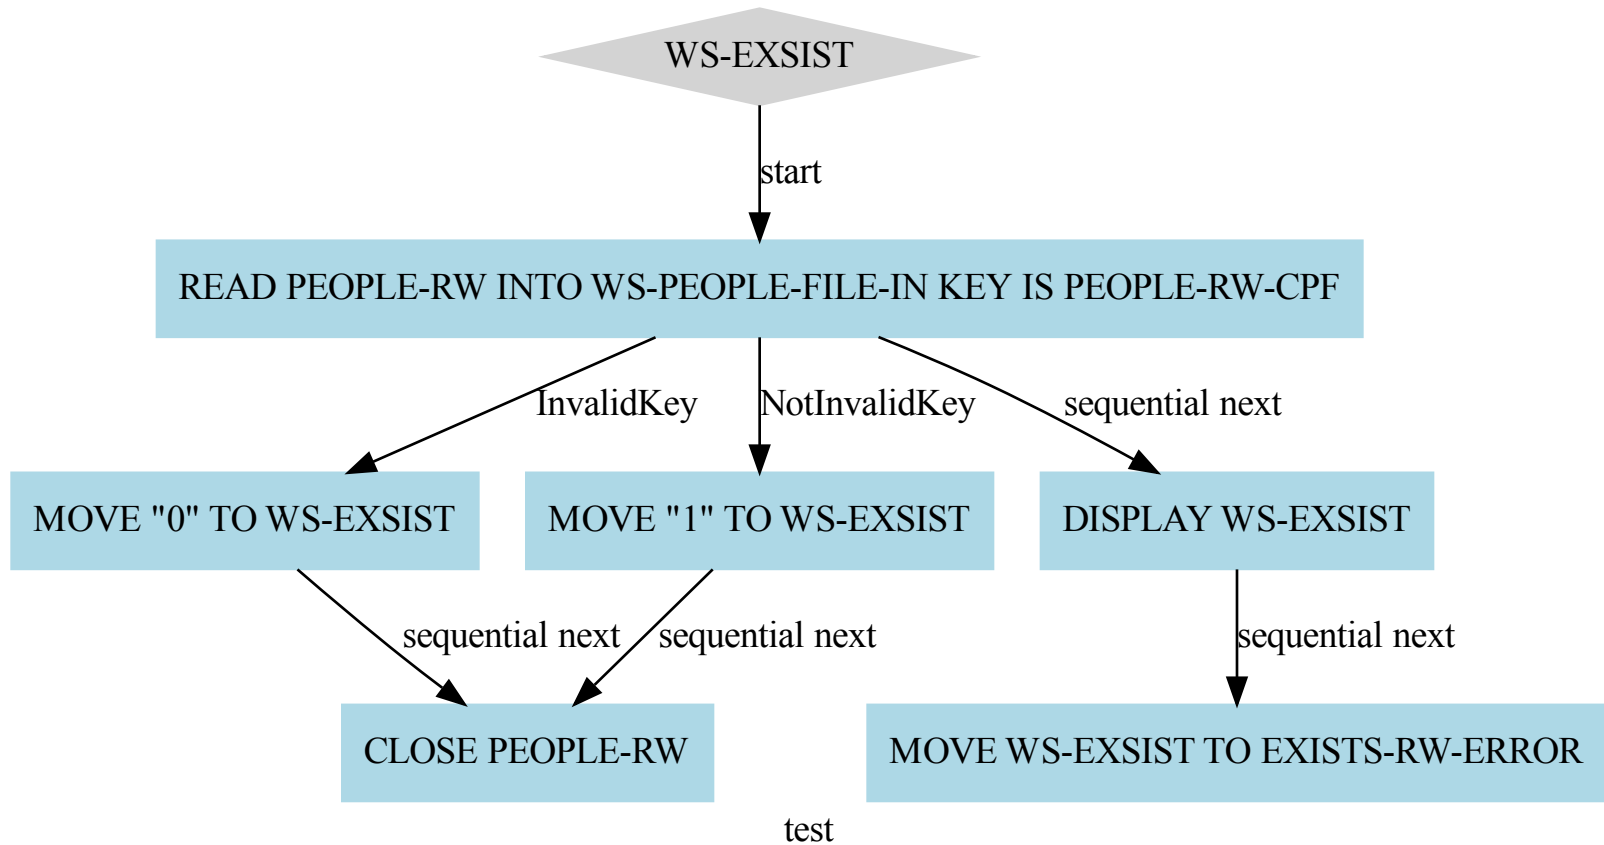 WS-EXSIST
start
READ PEOPLE-RW INTO WS-PEOPLE-FILE-IN KEY IS PEOPLE-RW-CPF
InvalidKey
NotInvalidKey
sequential next
MOVE "0" TO WS-EXSIST
MOVE "1" TO WS-EXSIST
DISPLAY WS-EXSIST
sequential next
sequential next
sequential next
CLOSE PEOPLE-RW
MOVE WS-EXSIST TO EXISTS-RW-ERROR
test